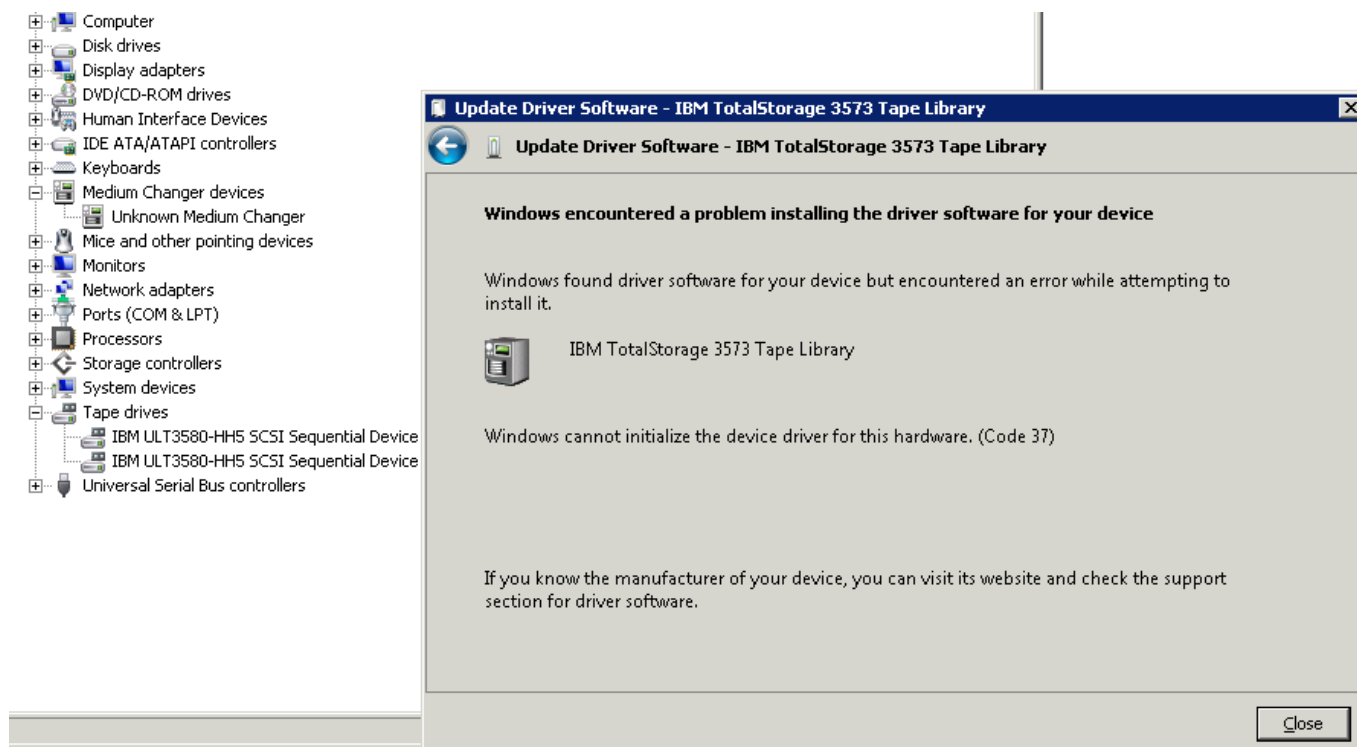 Computer
Disk drives
Display adapters
DVD/CD-ROM drives
Human Interface Devices
IDE ATA/ATAPI controllers
Keyboards
Medium Changer devices
Unknown Medium Changer
Mice and other pointing devices
Monitors
Network adapters
Ports (COM & LPT)
Processors
Storage controllers
System devices
Tape drives
IBM ULT3580-HH5 SCSI Sequential Device
IBM ULT3580-HH5 SCSI Sequential Device
Universal Serial Bus controllers
Update Driver Software - IBM TotalStorage 3573 Tape Library
Update Driver Software - IBM TotalStorage 3573 Tape Library
Windows encountered a problem installing the driver software for your device
Windows found driver software for your device but encountered an error while attempting to
install it.
IBM TotalStorage 3573 Tape Library
Windows cannot initialize the device driver for this hardware. (Code 37)
If you know the manufacturer of your device, you can visit its website and check the support
section for driver software.
Close